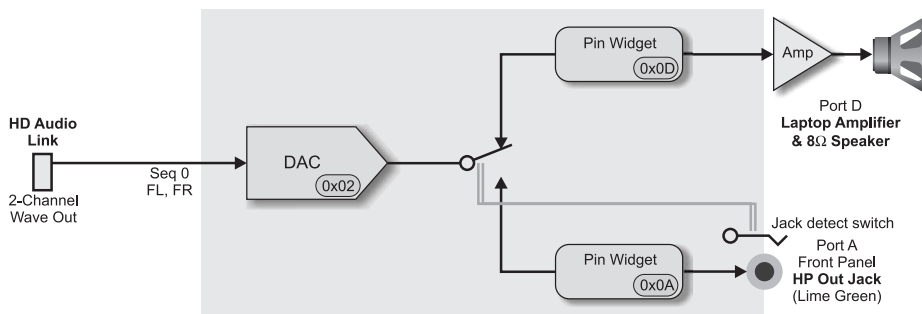 HD Audio
Link
2-Channel
Wave Out
Seq 0
FL, FR
DAC
0x02
Pin Widget
0x0D
Amp
Port D
Laptop Amplifier
& 8Ω Speaker
Jack detect switch
Pin Widget
0x0A
Port A
Front Panel
HP Out Jack
(Lime Green)